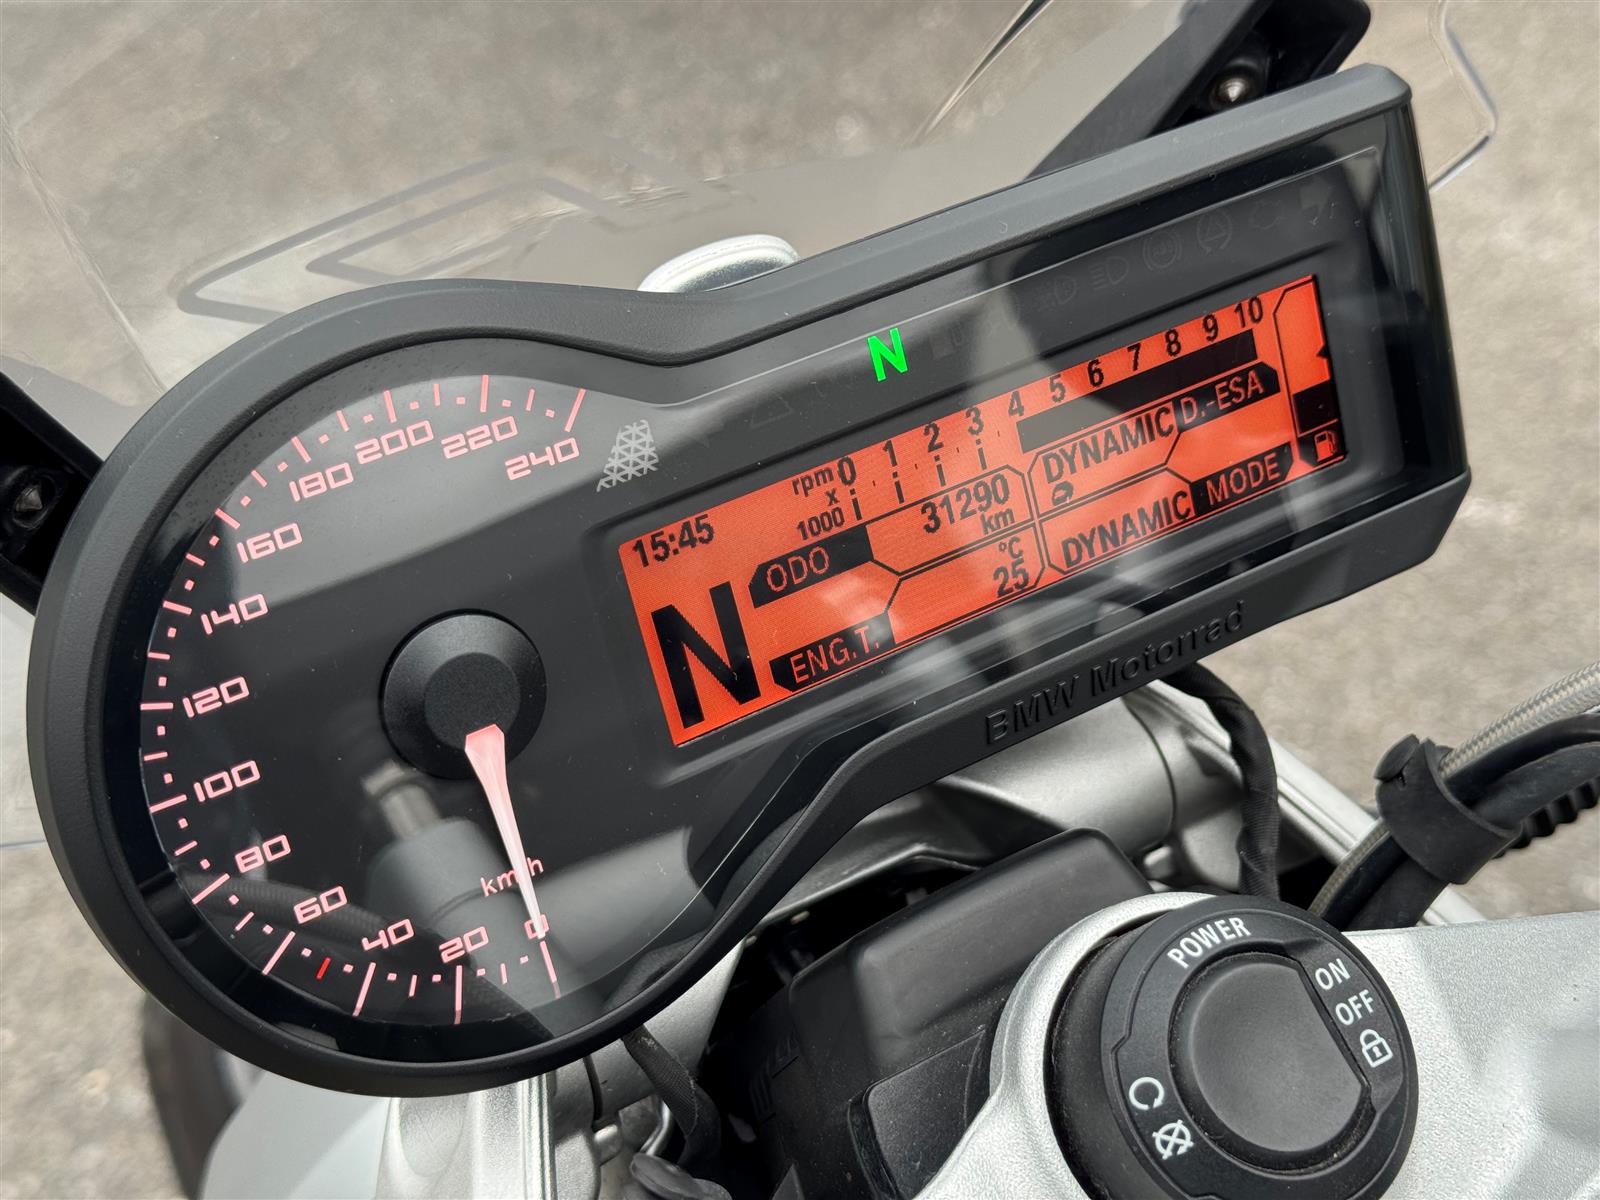 N
240
220
200
180
160
140
120
100
80
60
40
20
0
km/h
rpm
x
1000
0 1 2 3 4 5 6 7 8 9 10
15:45
N
ODO
31290
km
ENG.T.
°C
25
DYNAMIC D.-ESA
DYNAMIC MODE
BMW Motorrad
POWER
ON
OFF